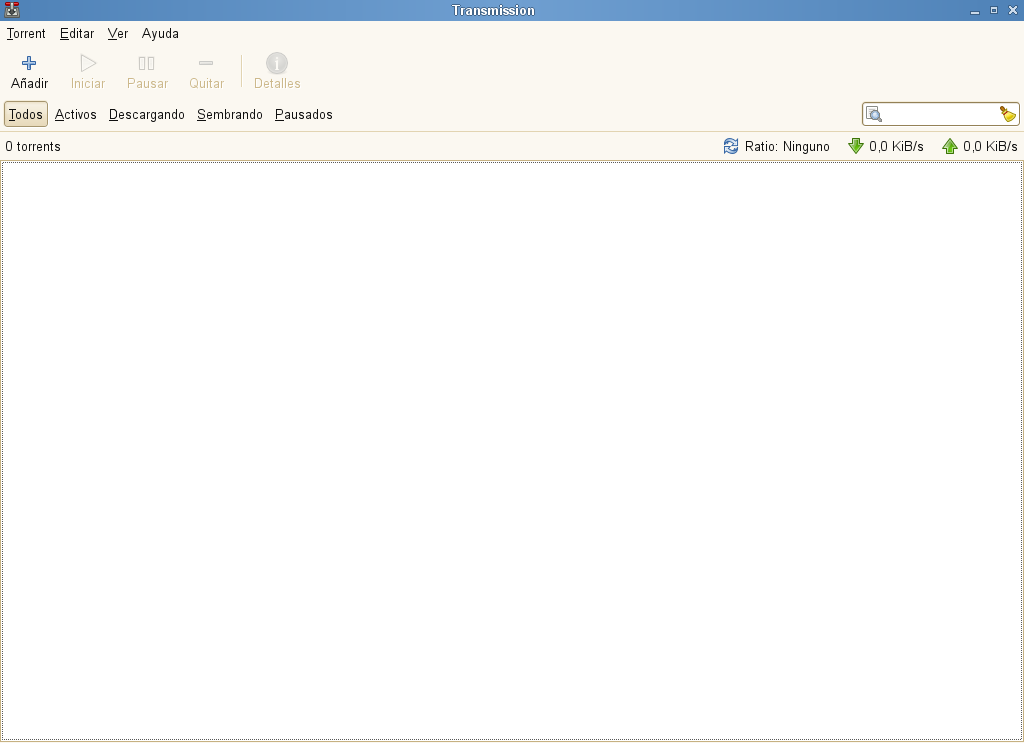 Transmission
Torrent Editar Ver Ayuda
Añadir Iniciar Pausar Quitar Detalles
Todos Activos Descargando Sembrando Pausados
0 torrents Ratio: Ninguno 0,0 KiB/s 0,0 KiB/s